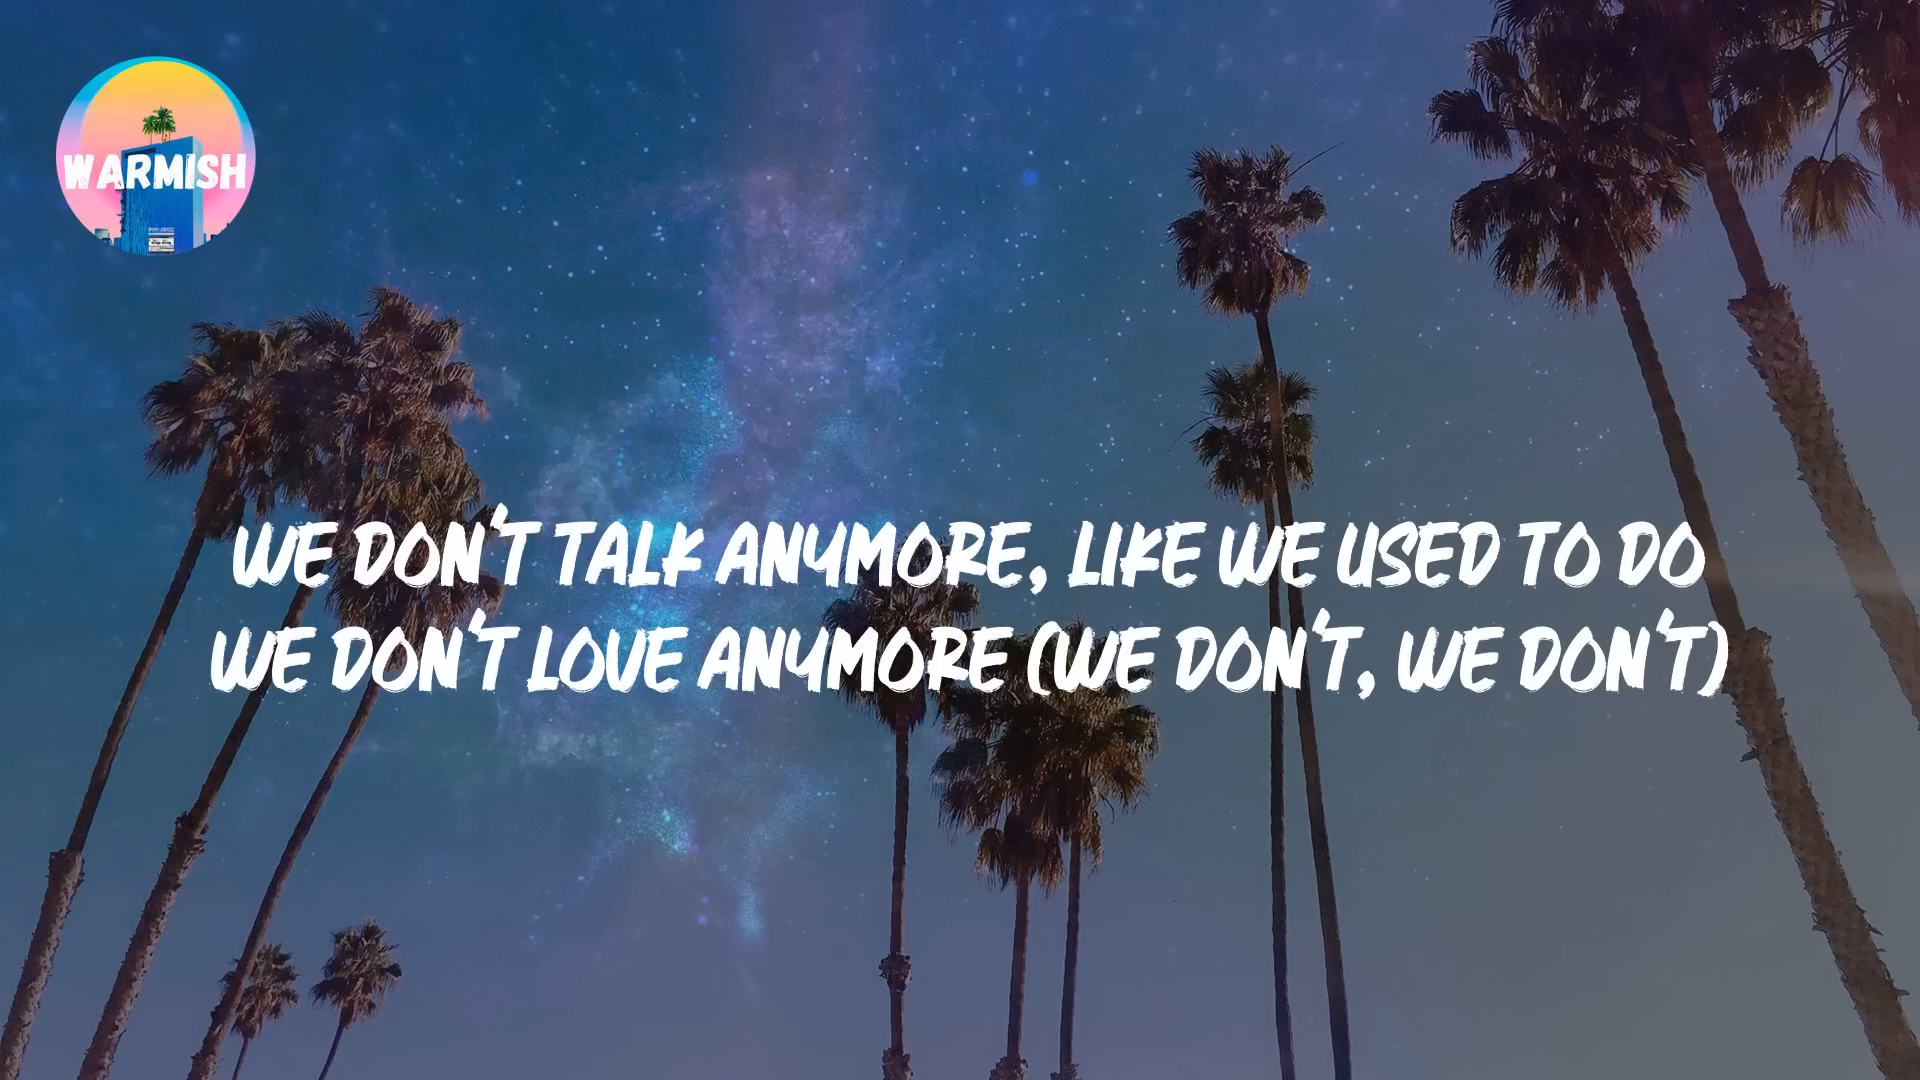 WARMISH
WE DON'T TALK ANYMORE, LIKE WE USED TO DO
WE DON'T LOVE ANYMORE (WE DON'T, WE DON'T)